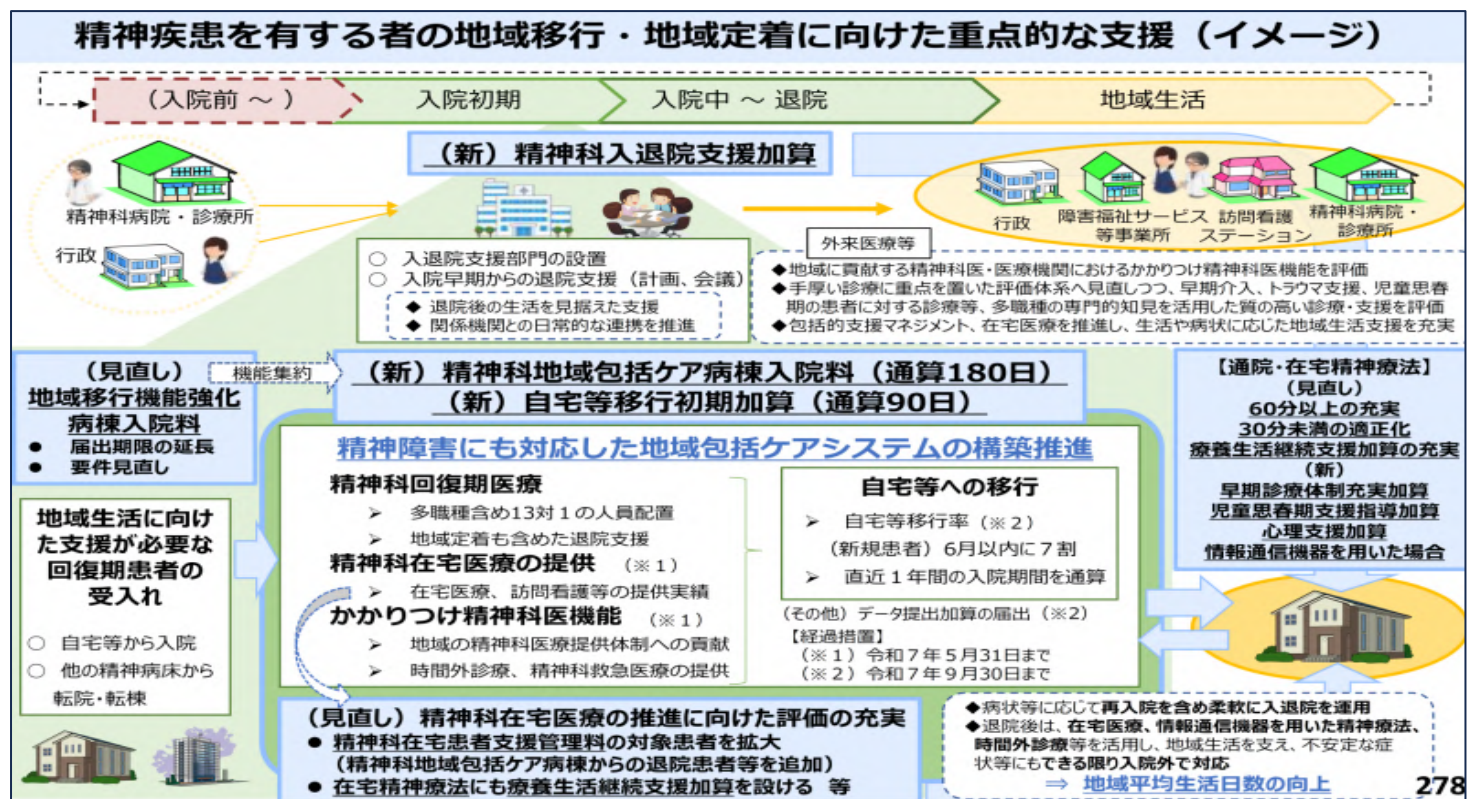 精神疾患を有する者の地域移行・地域定着に向けた重点的な支援（イメージ）
（入院前 ～ ）
入院初期
入院中 ～ 退院
地域生活
（新）精神科入退院支援加算
精神科病院・診療所
行政
○ 入退院支援部門の設置
○ 入院早期からの退院支援（計画、会議）
◆ 退院後の生活を見据えた支援
◆ 関係機関との日常的な連携を推進
行政
障害福祉サービス
等事業所
訪問看護
ステーション
精神科病院・
診療所
外来医療等
◆地域に貢献する精神科医・医療機関におけるかかりつけ精神科医機能を評価
◆手厚い診療に重点を置いた評価体系へ見直しつつ、早期介入、トラウマ支援、児童思春
期の患者に対する診療等、多職種の専門的知見を活用した質の高い診療・支援を評価
◆包括的支援マネジメント、在宅医療を推進し、生活や病状に応じた地域生活支援を充実
（見直し）
地域移行機能強化
病棟入院料
● 届出期限の延長
● 要件見直し
機能集約
（新）精神科地域包括ケア病棟入院料（通算180日）
（新）自宅等移行初期加算（通算90日）
【通院・在宅精神療法】
（見直し）
60分以上の充実
30分未満の適正化
療養生活継続支援加算の充実
（新）
早期診療体制充実加算
児童思春期支援指導加算
心理支援加算
情報通信機器を用いた場合
地域生活に向け
た支援が必要な
回復期患者の
受入れ
○ 自宅等から入院
○ 他の精神病床から
転院・転棟
精神障害にも対応した地域包括ケアシステムの構築推進
精神科回復期医療
➢ 多職種含め13対１の人員配置
➢ 地域定着も含めた退院支援
精神科在宅医療の提供 （※１）
➢ 在宅医療、訪問看護等の提供実績
かかりつけ精神科医機能 （※１）
➢ 地域の精神科医療提供体制への貢献
➢ 時間外診療、精神科救急医療の提供
自宅等への移行
➢ 自宅等移行率（※２）
（新規患者）6月以内に７割
➢ 直近１年間の入院期間を通算
（その他）データ提出加算の届出（※2）
【経過措置】
（※１）令和７年５月31日まで
（※２）令和７年９月30日まで
（見直し）精神科在宅医療の推進に向けた評価の充実
● 精神科在宅患者支援管理料の対象患者を拡大
（精神科地域包括ケア病棟からの退院患者等を追加）
● 在宅精神療法にも療養生活継続支援加算を設ける 等
◆病状等に応じて再入院を含め柔軟に入退院を運用
◆退院後は、在宅医療、情報通信機器を用いた精神療法、
時間外診療等を活用し、地域生活を支え、不安定な症
状等にもできる限り入院外で対応
⇒ 地域平均生活日数の向上
278